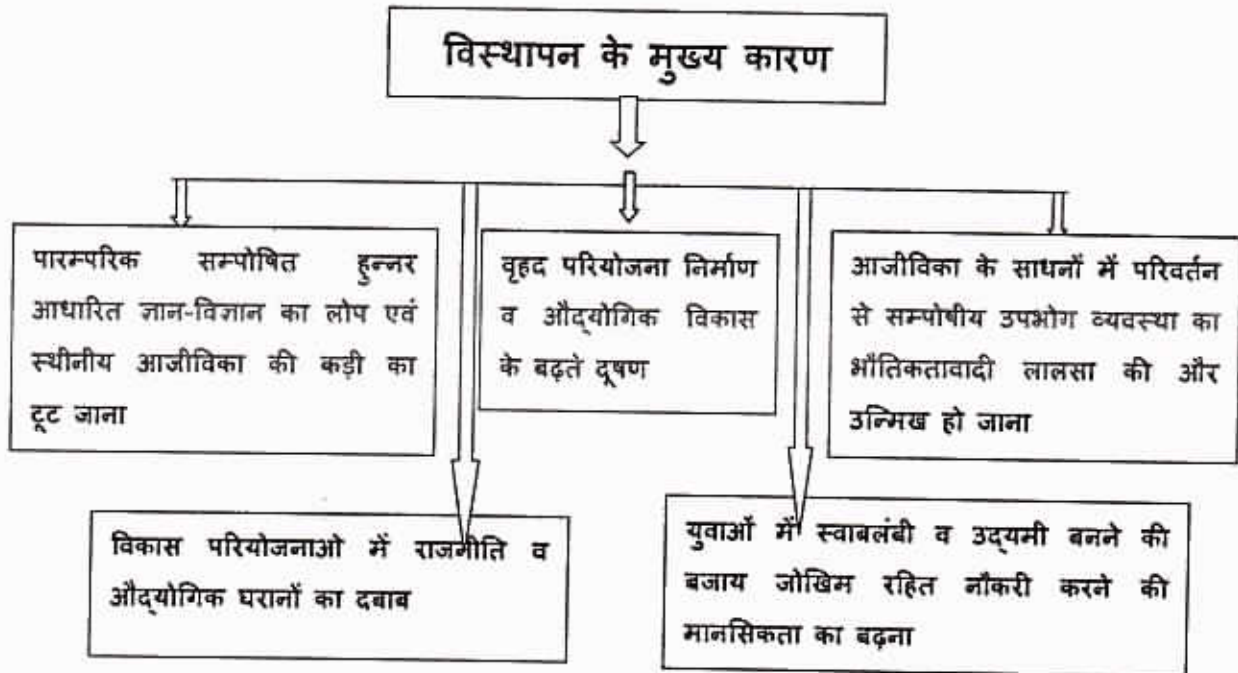 विस्थापन के मुख्य कारण
पारम्परिक सम्पोषित हुन्नर
आधारित ज्ञान-विज्ञान का लोप एवं
स्थीनीय आजीविका की कड़ी का
टूट जाना
वृहद परियोजना निर्माण
व औद्योगिक विकास
के बढ़ते दूषण
आजीविका के साधनों में परिवर्तन
से सम्पोषीय उपभोग व्यवस्था का
भौतिकतावादी लालसा की और
उन्मिख हो जाना
विकास परियोजनाओ में राजनीति व
औद्योगिक घरानों का दबाब
युवाओं में स्वाबलंबी व उद्यमी बनने की
बजाय जोखिम रहित नौकरी करने की
मानसिकता का बढ़ना